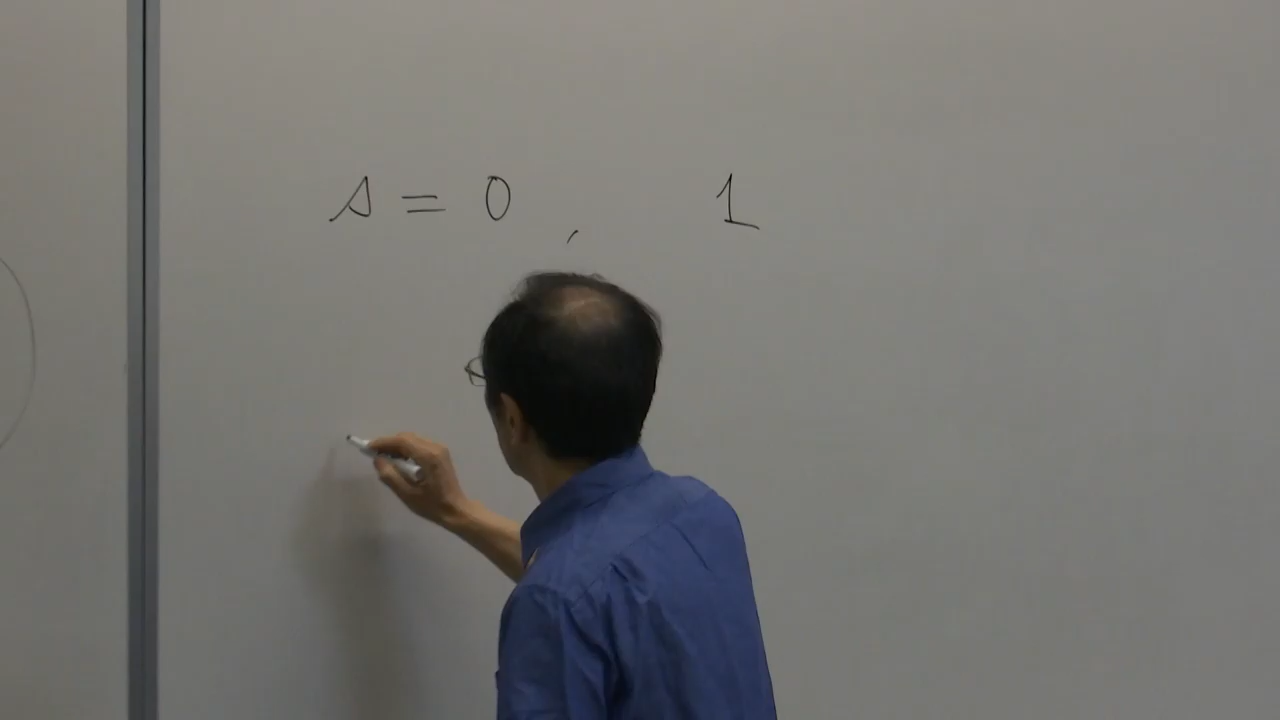 s = 0 , 1